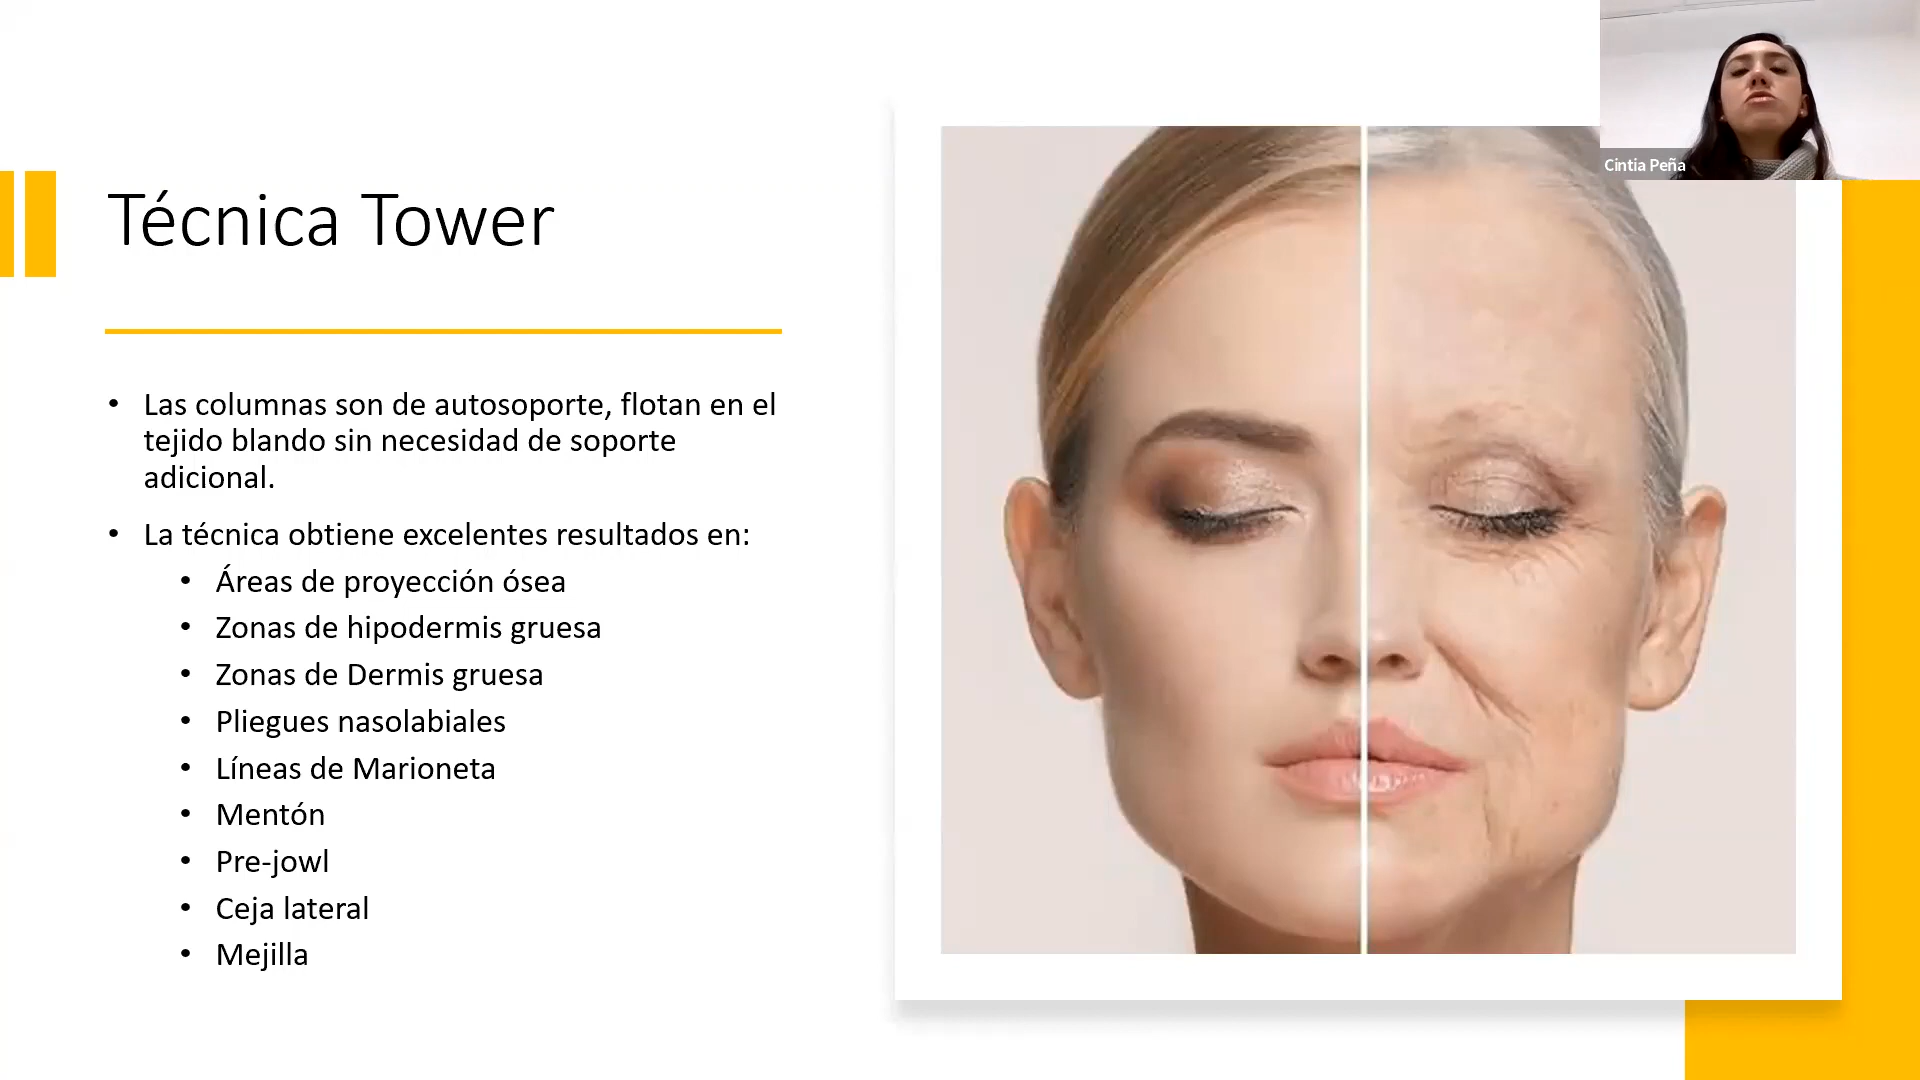 Cintia Peña
Técnica Tower
• Las columnas son de autosoporte, flotan en el
tejido blando sin necesidad de soporte
adicional.
• La técnica obtiene excelentes resultados en:
• Áreas de proyección ósea
• Zonas de hipodermis gruesa
• Zonas de Dermis gruesa
• Pliegues nasolabiales
• Líneas de Marioneta
• Mentón
• Pre-jowl
• Ceja lateral
• Mejilla